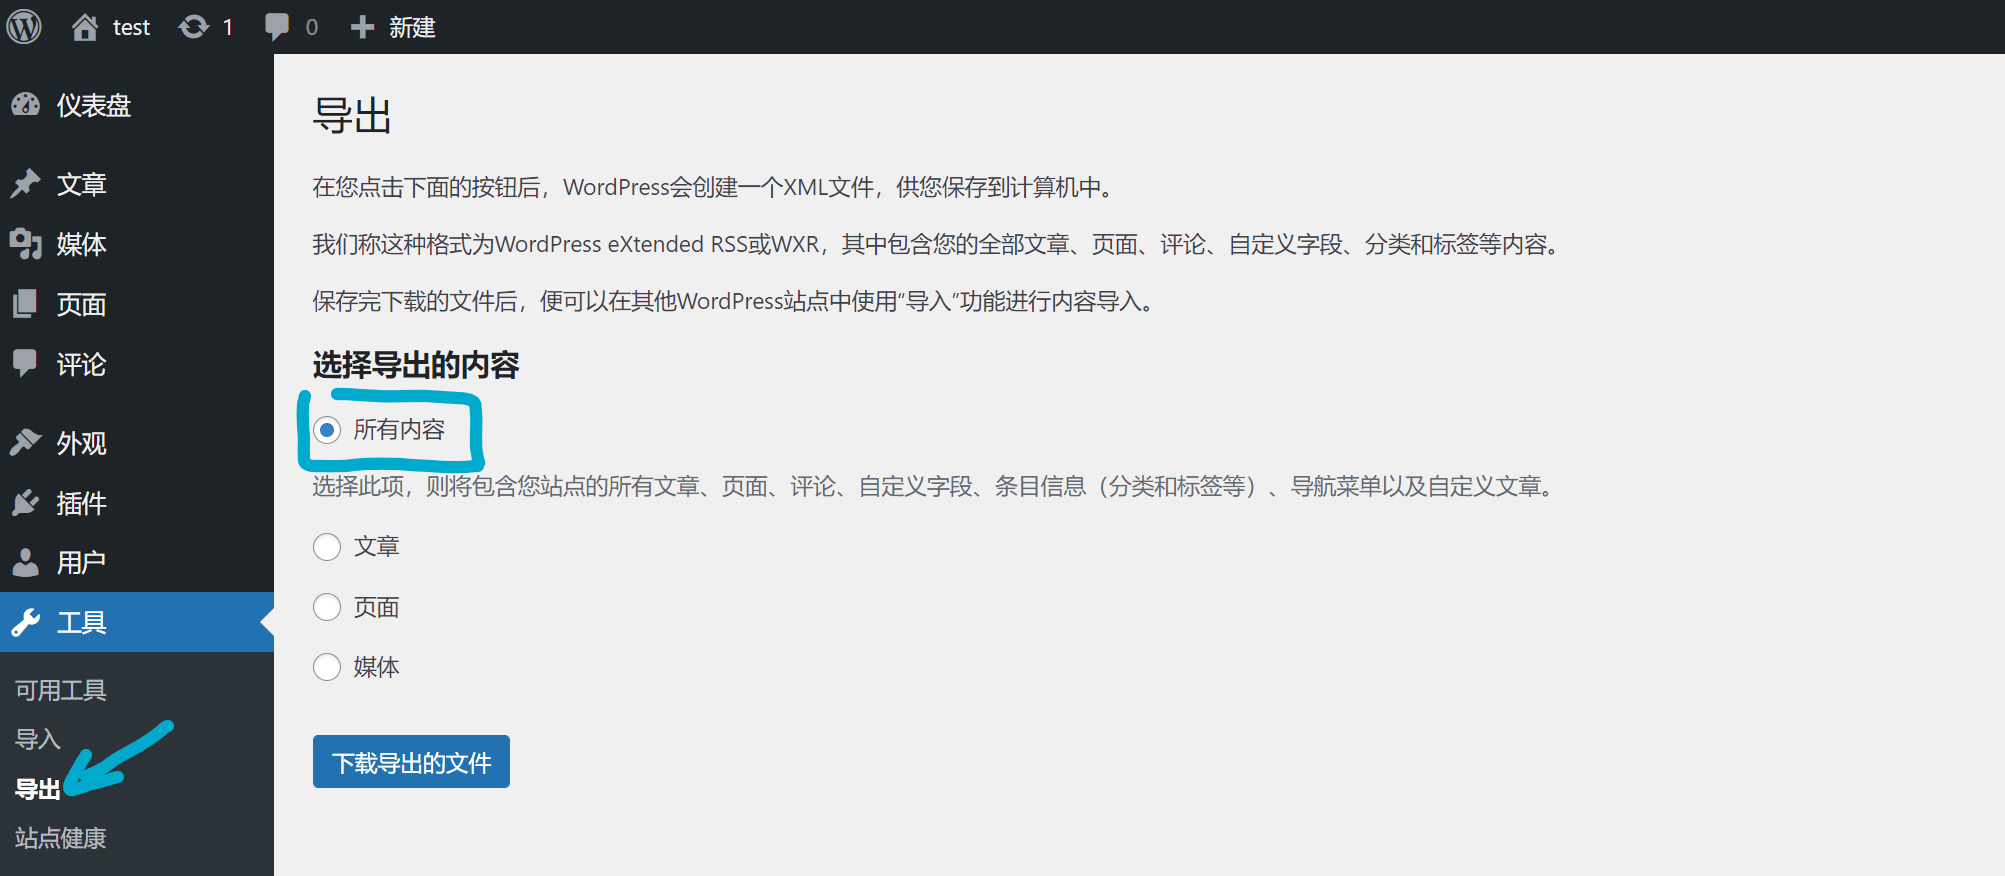 test 1 0 新建
仪表盘
文章
媒体
页面
评论
外观
插件
用户
工具
可用工具
导入
导出
站点健康
导出
在您点击下面的按钮后，WordPress会创建一个XML文件，供您保存到计算机中。
我们称这种格式为WordPress eXtended RSS或WXR，其中包含您的全部文章、页面、评论、自定义字段、分类和标签等内容。
保存完下载的文件后，便可以在其他WordPress站点中使用“导入”功能进行内容导入。
选择导出的内容
所有内容
选择此项，则将包含您站点的所有文章、页面、评论、自定义字段、条目信息（分类和标签等）、导航菜单以及自定义文章。
文章
页面
媒体
下载导出的文件